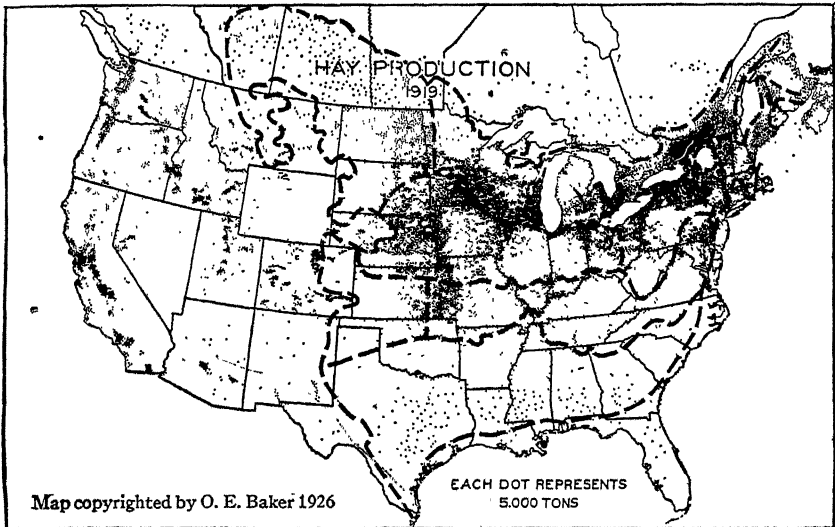 HAY PRODUCTION
1919
EACH DOT REPRESENTS
5.000 TONS
Map copyrighted by O. E. Baker 1926